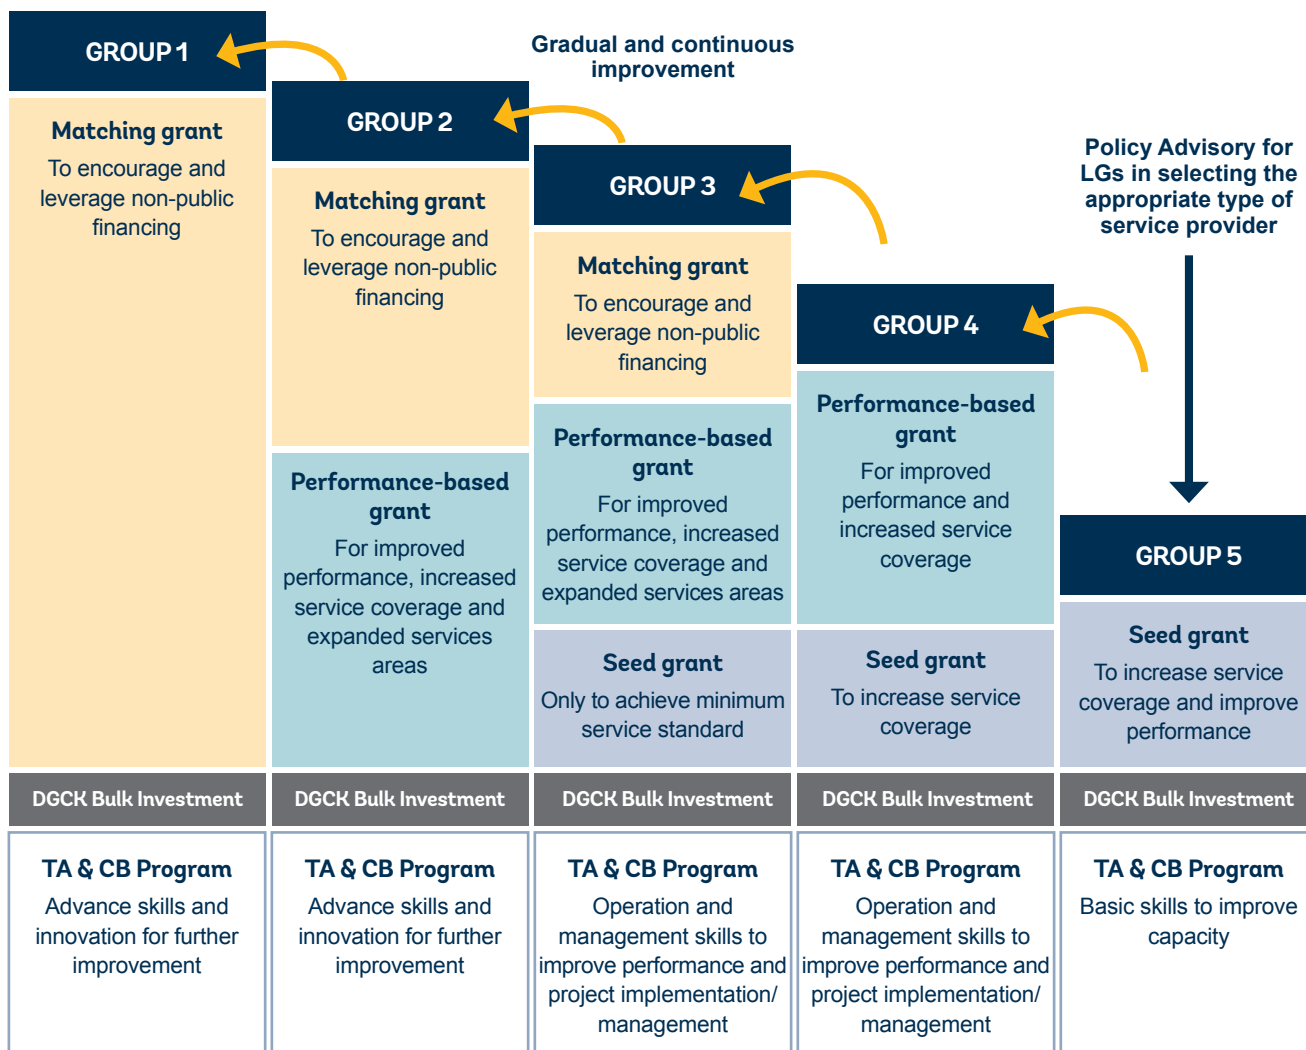 GROUP 1
Matching grant
To encourage and
leverage non-public
financing
GROUP 2
Matching grant
To encourage and
leverage non-public
financing
Performance-based
grant
For improved
performance, increased
service coverage and
expanded services
areas
Gradual and continuous
improvement
GROUP 3
Matching grant
To encourage and
leverage non-public
financing
Performance-based
grant
For improved
performance, increased
service coverage and
expanded services areas
Seed grant
Only to achieve minimum
service standard
GROUP 4
Performance-based
grant
For improved
performance and
increased service
coverage
Seed grant
To increase service
coverage
Policy Advisory for
LGs in selecting the
appropriate type of
service provider
GROUP 5
Seed grant
To increase service
coverage and improve
performance
DGCK Bulk Investment
DGCK Bulk Investment
DGCK Bulk Investment
DGCK Bulk Investment
DGCK Bulk Investment
TA & CB Program
Advance skills and
innovation for further
improvement
TA & CB Program
Advance skills and
innovation for further
improvement
TA & CB Program
Operation and
management skills to
improve performance and
project implementation/
management
TA & CB Program
Operation and
management skills to
improve performance and
project implementation/
management
TA & CB Program
Basic skills to improve
capacity